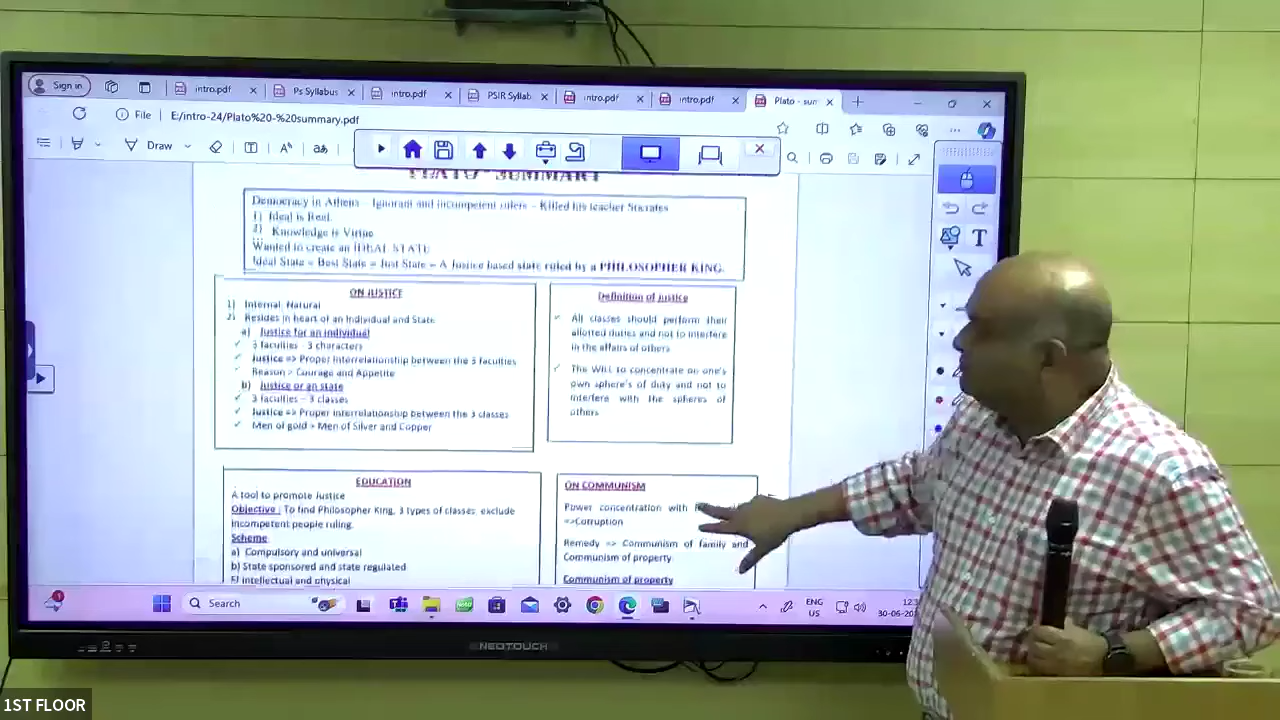 Sign in
intro.pdf
Ps Syllabus
intro.pdf
PSIR Syllab
intro.pdf
intro.pdf
Plato - sum
File
E:/intro-24/Plato%20-%20summary.pdf
Draw
PLATO SUMMARY
Democracy in Athens - Ignorant and incompetent rulers - Killed his teacher Socrates
1) Ideal is Real.
2) Knowledge is Virtue
Wanted to create an IDEAL STATE
Ideal State = Best State = Just State = A Justice based state ruled by a PHILOSOPHER KING.
ON JUSTICE
1) Internal, Natural
2) Resides in heart of an Individual and State
a) Justice for an individual
✓ 3 faculties - 3 characters
✓ Justice => Proper interrelationship between the 3 faculties
✓ Reason > Courage and Appetite
b) Justice or an state
✓ 3 faculties - 3 classes
✓ Justice => Proper interrelationship between the 3 classes
✓ Men of gold > Men of Silver and Copper
Definition of Justice
✓ All classes should perform their
allotted duties and not to interfere
in the affairs of others
✓ The WILL to concentrate on one's
own sphere's of duty and not to
interfere with the spheres of
others
EDUCATION
A tool to promote Justice
Objective : To find Philosopher King, 3 types of classes, exclude
incompetent people ruling.
Scheme
a) Compulsory and universal
b) State sponsored and state regulated
intellectual and physical
ON COMMUNISM
Power concentration with
=>Corruption
Remedy => Communism of family and
Communism of property
Communism of property
Search
ENG
US
30-06-20
NEOTOUCH
1ST FLOOR